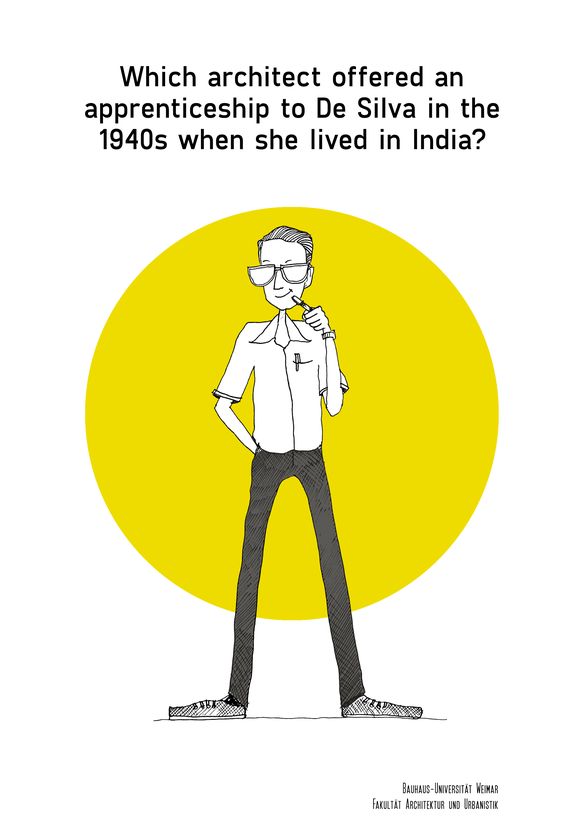 Which architect offered an
apprenticeship to De Silva in the
1940s when she lived in India?
Bauhaus-Universität Weimar
Fakultät Architektur und Urbanistik